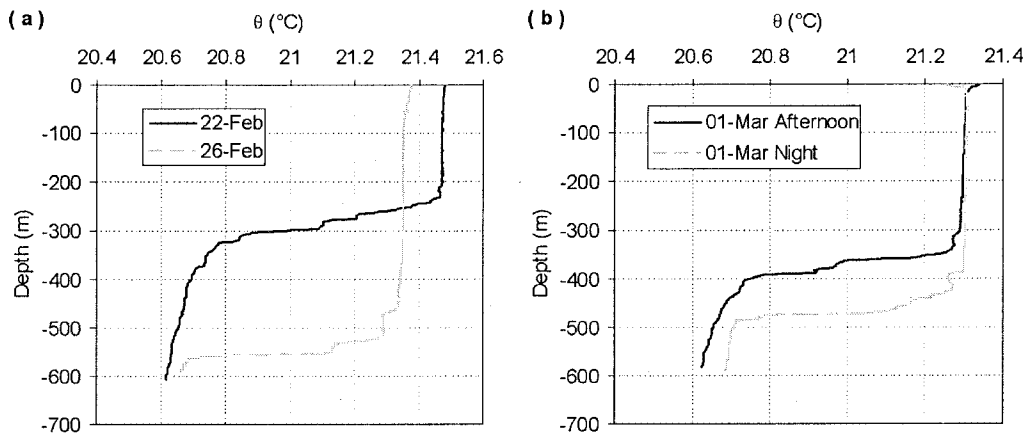 (a)
θ (°C)
20.4 20.6 20.8 21 21.2 21.4 21.6
0
-100
-200
-300
-400
-500
-600
-700
Depth (m)
22-Feb
26-Feb
(b)
θ (°C)
20.4 20.6 20.8 21 21.2 21.4
0
-100
-200
-300
-400
-500
-600
-700
Depth (m)
01-Mar Afternoon
01-Mar Night